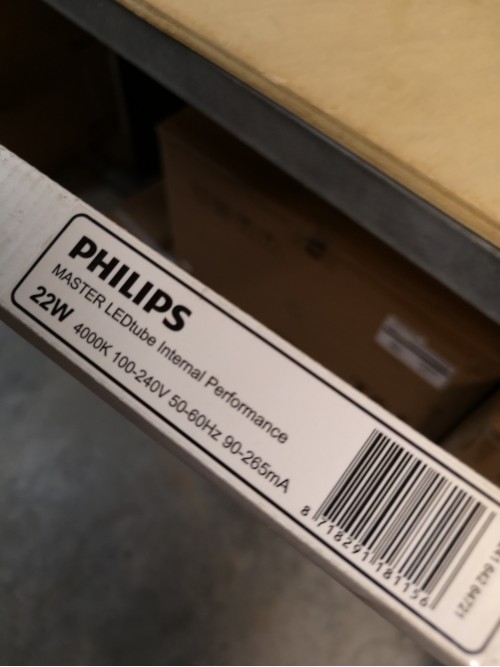 PHILIPS
MASTER LEDtube Internal Performance
22W 4000K 100-240V 50-60Hz 90-265mA
8 718291 181156